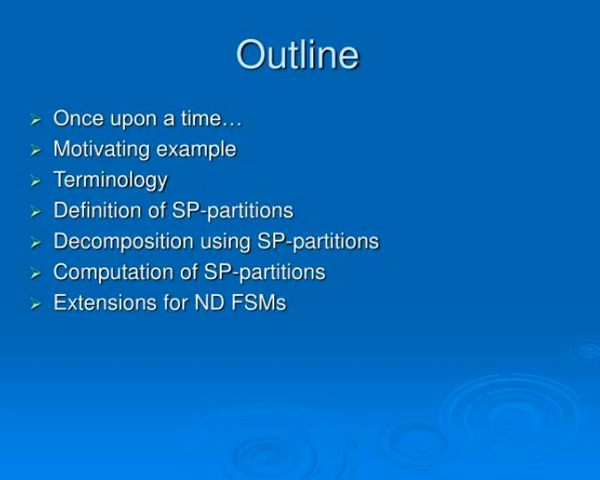 Outline
Once upon a time…
Motivating example
Terminology
Definition of SP-partitions
Decomposition using SP-partitions
Computation of SP-partitions
Extensions for ND FSMs